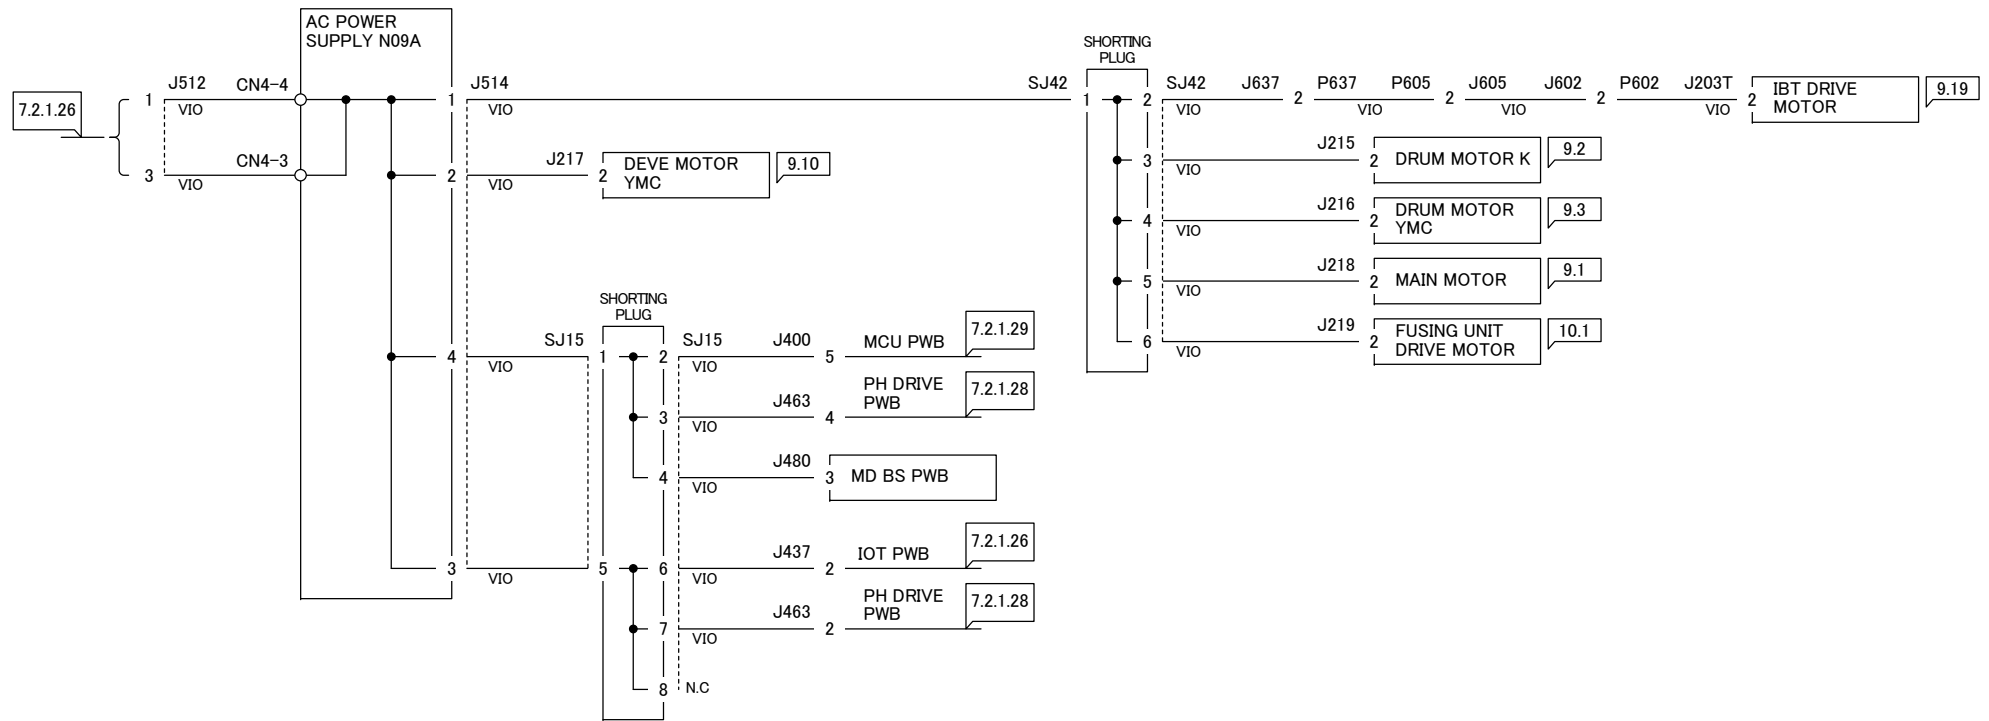 AC POWER
SUPPLY N09A
7.2.1.26
1 J512 CN4-4
VIO
3 CN4-3
VIO
1 J514
VIO
SJ42
SHORTING
PLUG
1 2 SJ42 J637 2 P637 P605 2 J605 J602 2 P602 J203T 2
VIO VIO VIO VIO
IBT DRIVE
MOTOR
9.19
2 J217 2
VIO
DEVE MOTOR
YMC
9.10
3 J215 2 DRUM MOTOR K 9.2
VIO
4 J216 2
VIO
DRUM MOTOR
YMC
9.3
5 J218 2 MAIN MOTOR 9.1
VIO
6 J219 2
VIO
FUSING UNIT
DRIVE MOTOR
10.1
SHORTING
PLUG
4 SJ15 1 2 SJ15 J400 5 MCU PWB 7.2.1.29
VIO VIO
3 J463 4
VIO
PH DRIVE
PWB
7.2.1.28
4 J480 3 MD BS PWB
VIO
3 5 6 J437 2 IOT PWB 7.2.1.26
VIO VIO
7 J463 2
VIO
PH DRIVE
PWB
7.2.1.28
8 N.C